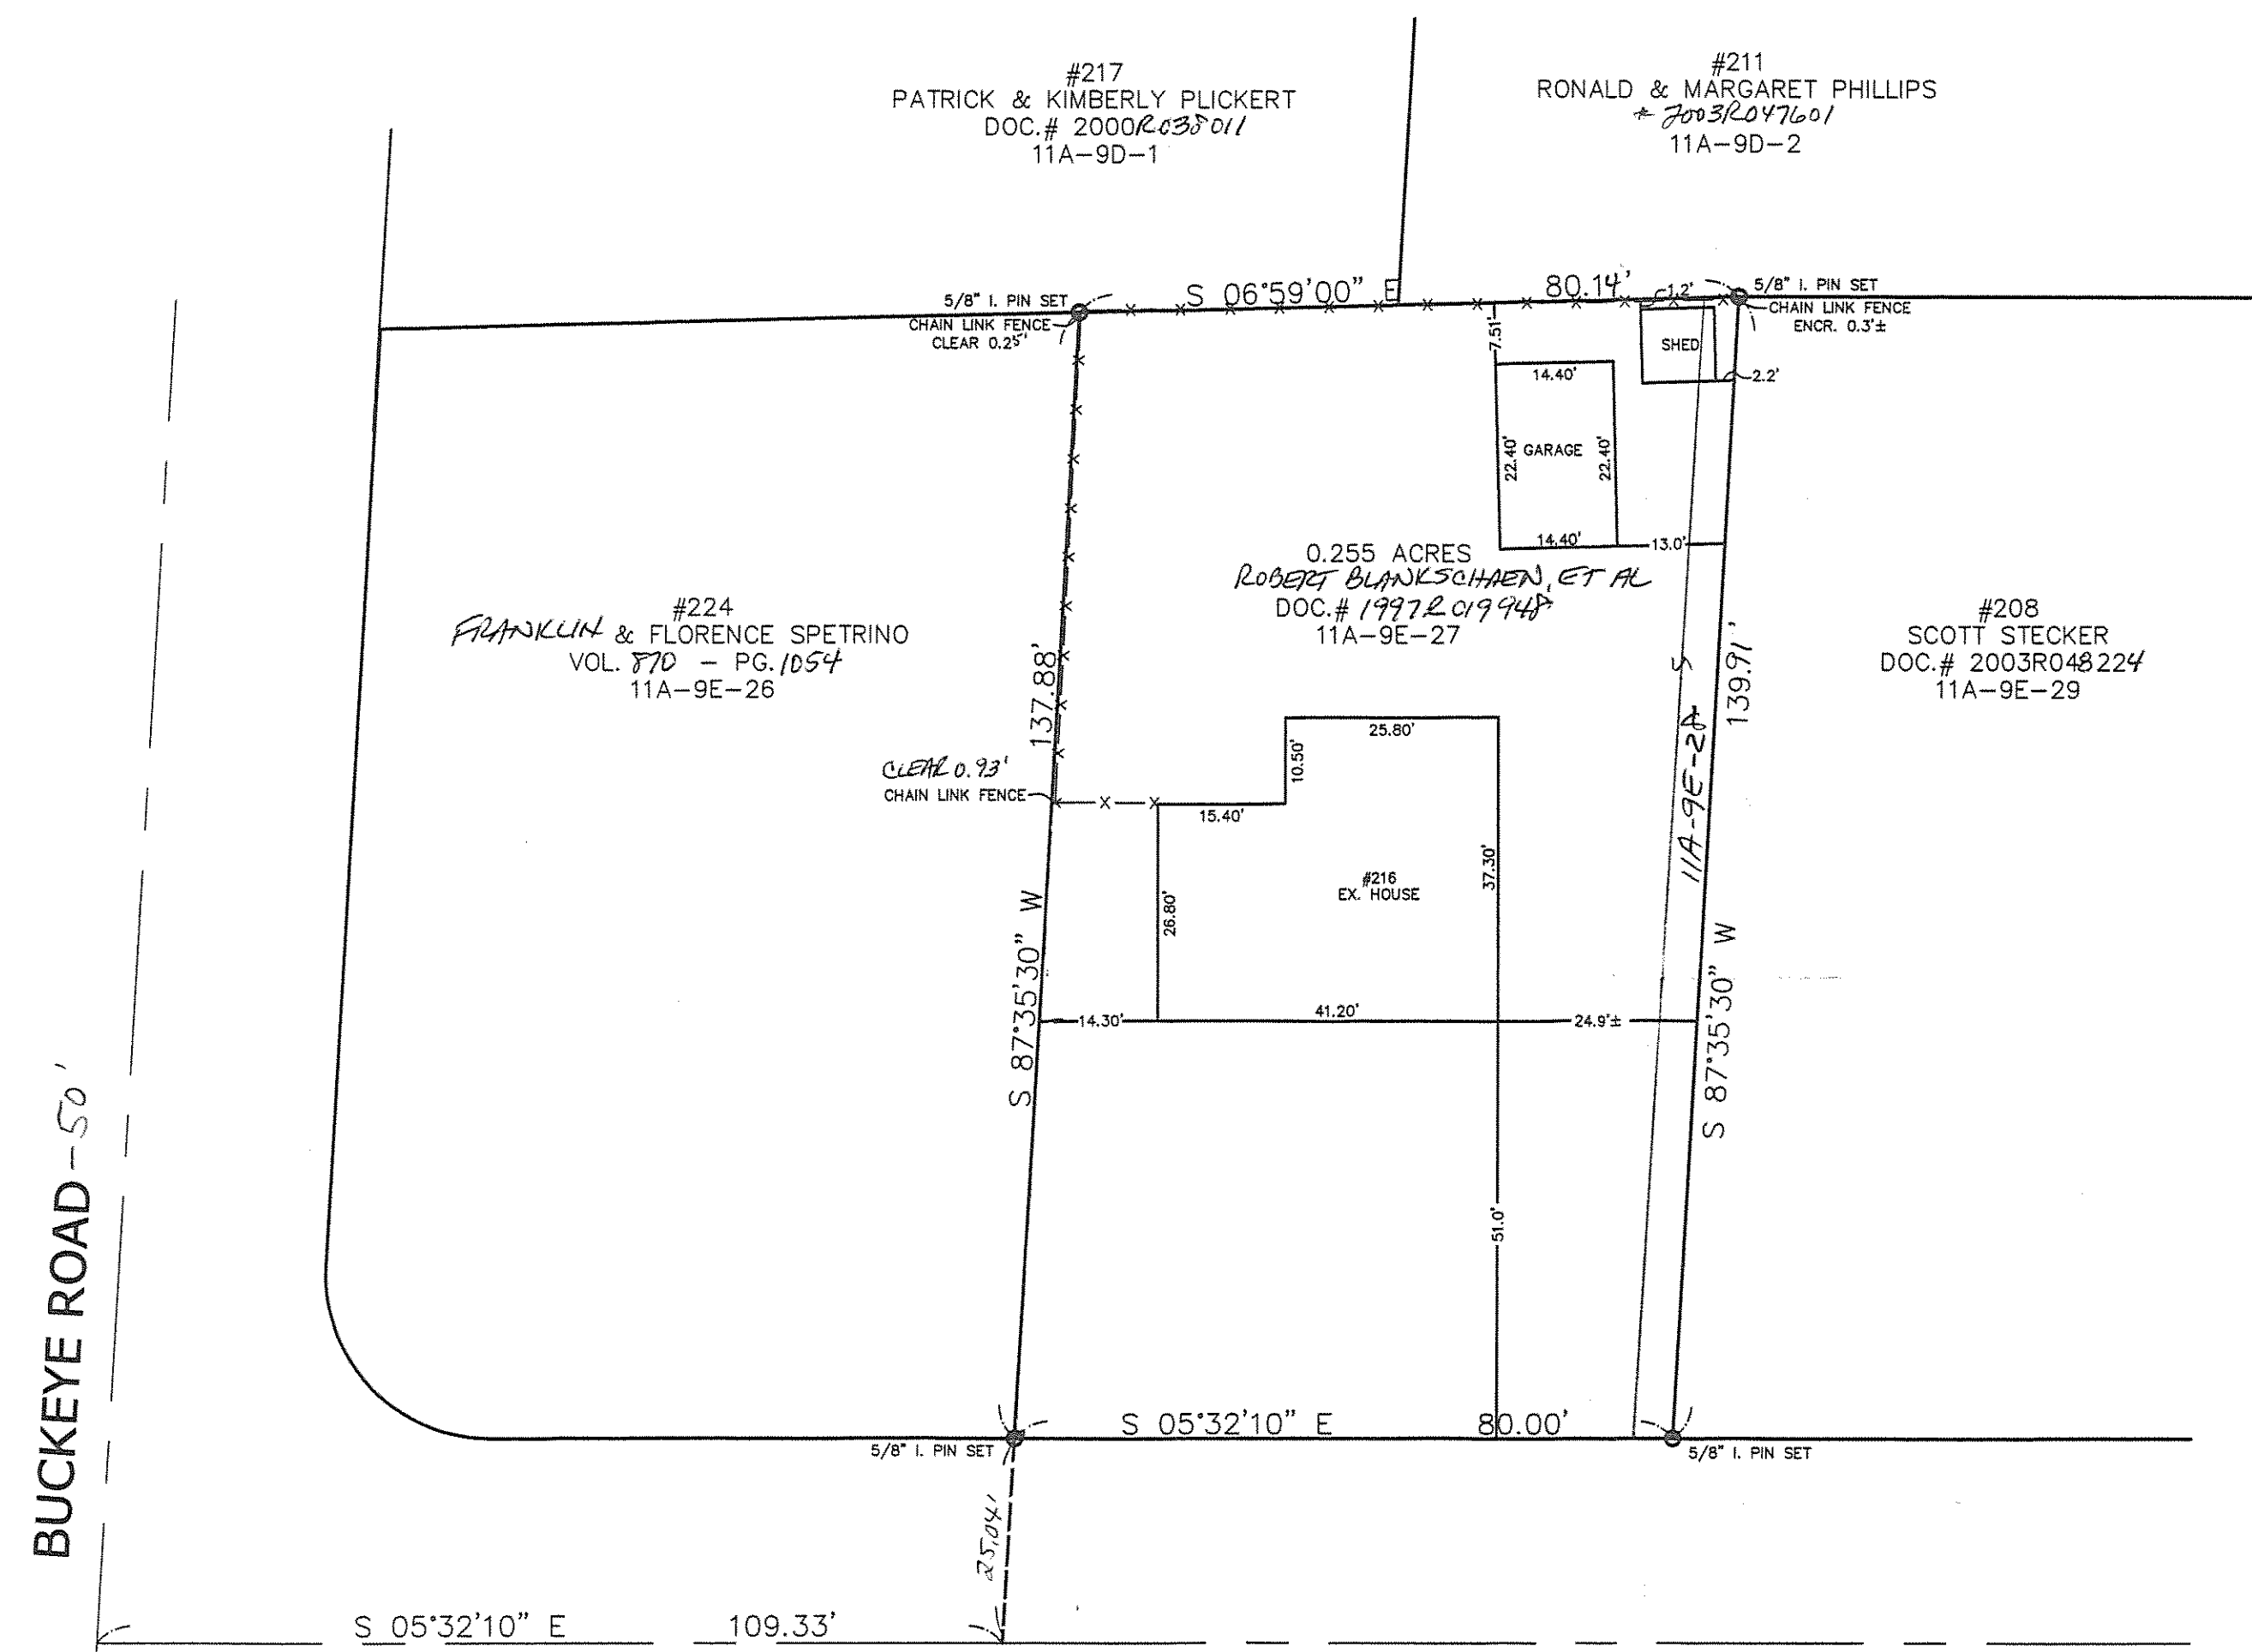 #217
PATRICK & KIMBERLY PLICKERT
DOC.# 2000R038011
11A-9D-1
#211
RONALD & MARGARET PHILLIPS
* 2003R047601
11A-9D-2
5/8" I. PIN SET
CHAIN LINK FENCE
CLEAR 0.25'
S 06°59'00" E
80.14'
1.2'
5/8" I. PIN SET
CHAIN LINK FENCE
ENCR. 0.3'±
7.51'
SHED
2.2'
14.40'
22.40'
GARAGE
22.40'
14.40'
13.0'
0.255 ACRES
ROBERT BLANKSCHAEN, ET AL
DOC.# 1997R019948
11A-9E-27
#224
FRANKLIN & FLORENCE SPETRINO
VOL. 870 - PG. 1054
11A-9E-26
#208
SCOTT STECKER
DOC.# 2003R048224
11A-9E-29
137.88'
S 87°35'30" W
S
11A-9E-28
139.91'
S 87°35'30" W
CLEAR 0.93'
CHAIN LINK FENCE
25.80'
10.50'
15.40'
26.80'
#216
EX. HOUSE
37.30'
14.30'
41.20'
24.9'±
51.0'
BUCKEYE ROAD-50'
S 05°32'10" E
80.00'
5/8" I. PIN SET
5/8" I. PIN SET
25.04'
S 05°32'10" E
109.33'